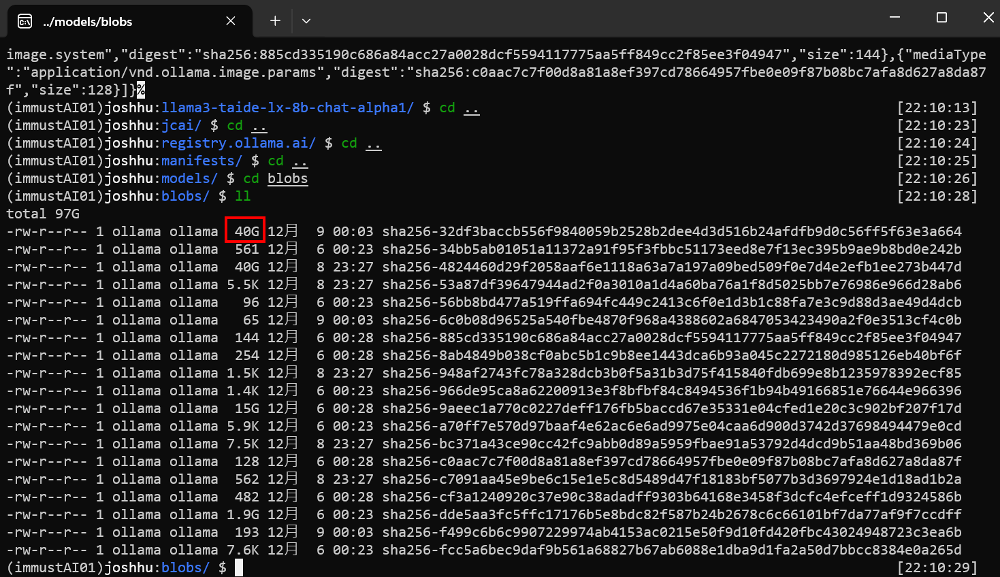 ../models/blobs
image.system","digest":"sha256:885cd335190c686a84acc27a0028dcf5594117775aa5ff849cc2f85ee3f04947","size":144},{"mediaType
":"application/vnd.ollama.image.params","digest":"sha256:c0aac7c7f00d8a81a8ef397cd78664957fbe0e09f87b08bc7afa8d627a8da87
f","size":128}]}%
(immustAI01)joshhu:llama3-taide-lx-8b-chat-alpha1/ $ cd .. [22:10:13]
(immustAI01)joshhu:jcai/ $ cd .. [22:10:23]
(immustAI01)joshhu:registry.ollama.ai/ $ cd .. [22:10:24]
(immustAI01)joshhu:manifests/ $ cd .. [22:10:25]
(immustAI01)joshhu:models/ $ cd blobs [22:10:26]
(immustAI01)joshhu:blobs/ $ ll [22:10:28]
total 97G
-rw-r--r-- 1 ollama ollama 40G 12月 9 00:03 sha256-32df3baccb556f9840059b2528b2dee4d3d516b24afdfb9d0c56ff5f63e3a664
-rw-r--r-- 1 ollama ollama 561 12月 6 00:23 sha256-34bb5ab01051a11372a91f95f3fbbc51173eed8e7f13ec395b9ae9b8bd0e242b
-rw-r--r-- 1 ollama ollama 40G 12月 8 23:27 sha256-4824460d29f2058aaf6e1118a63a7a197a09bed509f0e7d4e2efb1ee273b447d
-rw-r--r-- 1 ollama ollama 5.5K 12月 8 23:27 sha256-53a87df39647944ad2f0a3010a1d4a60ba76a1f8d5025bb7e76986e966d28ab6
-rw-r--r-- 1 ollama ollama 96 12月 6 00:23 sha256-56bb8bd477a519ffa694fc449c2413c6f0e1d3b1c88fa7e3c9d88d3ae49d4dcb
-rw-r--r-- 1 ollama ollama 65 12月 9 00:03 sha256-6c0b08d96525a540fbe4870f968a4388602a6847053423490a2f0e3513cf4c0b
-rw-r--r-- 1 ollama ollama 144 12月 6 00:28 sha256-885cd335190c686a84acc27a0028dcf5594117775aa5ff849cc2f85ee3f04947
-rw-r--r-- 1 ollama ollama 254 12月 6 00:28 sha256-8ab4849b038cf0abc5b1c9b8ee1443dca6b93a045c2272180d985126eb40bf6f
-rw-r--r-- 1 ollama ollama 1.5K 12月 8 23:27 sha256-948af2743fc78a328dcb3b0f5a31b3d75f415840fdb699e8b1235978392ecf85
-rw-r--r-- 1 ollama ollama 1.4K 12月 6 00:23 sha256-966de95ca8a62200913e3f8bfbf84c8494536f1b94b49166851e76644e966396
-rw-r--r-- 1 ollama ollama 15G 12月 6 00:28 sha256-9aeec1a770c0227deff176fb5baccd67e35331e04cfed1e20c3c902bf207f17d
-rw-r--r-- 1 ollama ollama 5.9K 12月 6 00:23 sha256-a70ff7e570d97baaf4e62ac6e6ad9975e04caa6d900d3742d37698494479e0cd
-rw-r--r-- 1 ollama ollama 7.5K 12月 8 23:27 sha256-bc371a43ce90cc42fc9abb0d89a5959fbae91a53792d4dcd9b51aa48bd369b06
-rw-r--r-- 1 ollama ollama 128 12月 6 00:28 sha256-c0aac7c7f00d8a81a8ef397cd78664957fbe0e09f87b08bc7afa8d627a8da87f
-rw-r--r-- 1 ollama ollama 562 12月 8 23:27 sha256-c7091aa45e9be6c15e1e5c8d5489d47f18183bf5077b3d3697924e1d18ad1b2a
-rw-r--r-- 1 ollama ollama 482 12月 6 00:28 sha256-cf3a1240920c37e90c38adadff9303b64168e3458f3dcfc4efceff1d9324586b
-rw-r--r-- 1 ollama ollama 1.9G 12月 6 00:23 sha256-dde5aa3fc5ffc17176b5e8bdc82f587b24b2678c6c66101bf7da77af9f7ccdff
-rw-r--r-- 1 ollama ollama 193 12月 9 00:03 sha256-f499c6b6c9907229974ab4153ac0215e50f9d10fd420fbc43024948723c3ea6b
-rw-r--r-- 1 ollama ollama 7.6K 12月 6 00:23 sha256-fcc5a6bec9daf9b561a68827b67ab6088e1dba9d1fa2a50d7bbcc8384e0a265d
(immustAI01)joshhu:blobs/ $ [22:10:29]